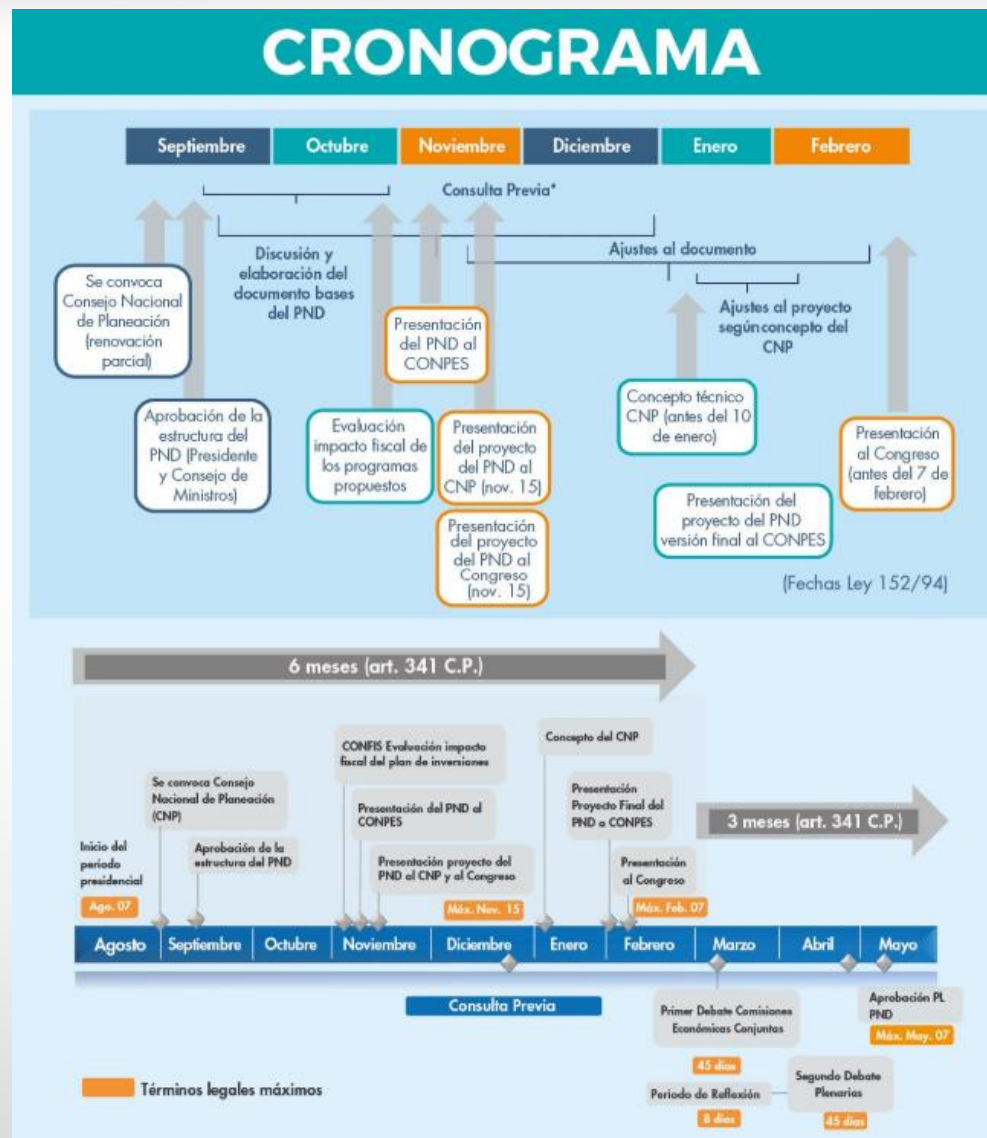 CRONOGRAMA
Septiembre
Octubre
Noviembre
Diciembre
Enero
Febrero
Consulta Previa*
Discusión y
elaboración del
documento bases
del PND
Ajustes al documento
Ajustes al proyecto
segúnconcepto del
CNP
Se convoca
Consejo Nacional
de Planeación
(renovación
parcial)
Aprobación de la
estructura del
PND (Presidente
y Consejo de
Ministros)
Evaluación
impacto fiscal de
los programas
propuestos
Presentación
del PND al
CONPES
Presentación
del proyecto
del PND al
CNP (nov. 15)
Presentación
del proyecto
del PND al
Congreso
(nov. 15)
Concepto técnico
CNP (antes del 10
de enero)
Presentación del
proyecto del PND
versión final al CONPES
Presentación
al Congreso
(antes del 7 de
febrero)
(Fechas Ley 152/94)
6 meses (art. 341 C.P.)
3 meses (art. 341 C.P.)
Inicio del
período
presidencial
Ago. 07
Se convoca Consejo
Nacional de Planeación
(CNP)
Aprobación de la
estructura del PND
CONFIS Evaluación impacto
fiscal del plan de inversiones
Presentación del PND al
CONPES
Presentación proyecto del
PND al CNP y al Congreso
Máx. Nov. 15
Concepto del CNP
Presentación
Proyecto Final del
PND a CONPES
Presentación
al Congreso
Máx. Feb. 07
Agosto
Septiembre
Octubre
Noviembre
Diciembre
Enero
Febrero
Marzo
Abril
Mayo
Consulta Previa
Primer Debate Comisiones
Económicas Conjuntas
45 días
Periodo de Reflexión
8 días
Segundo Debate
Plenarias
45 días
Aprobación PL
PND
Máx. May. 07
Términos legales máximos